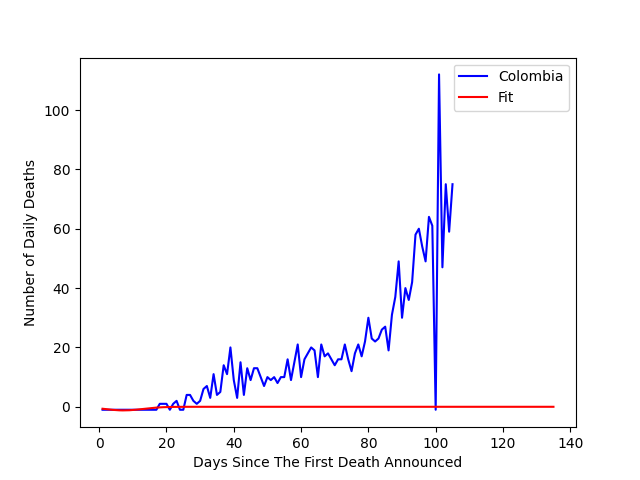 Colombia
Fit
Number of Daily Deaths
100
80
60
40
20
0
0 20 40 60 80 100 120 140
Days Since The First Death Announced